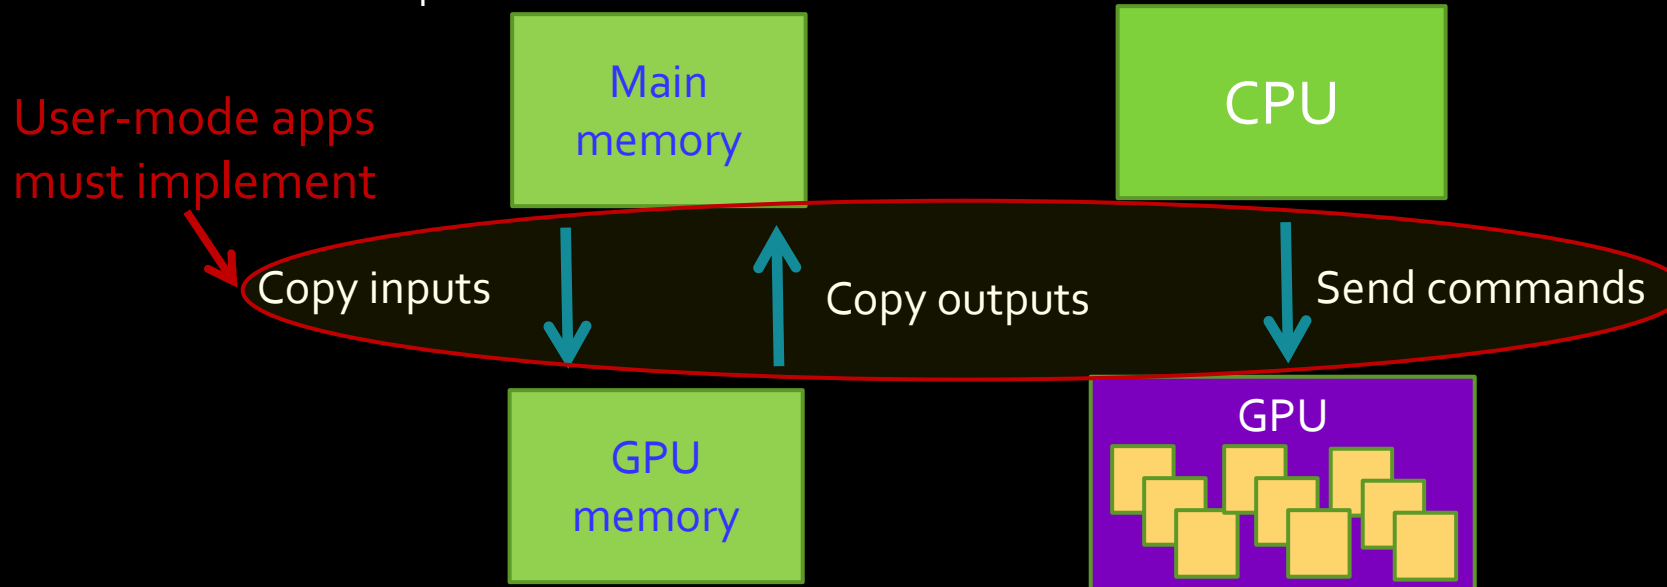 Main
memory
CPU
User-mode apps
must implement
Copy inputs
Copy outputs
Send commands
GPU
memory
GPU